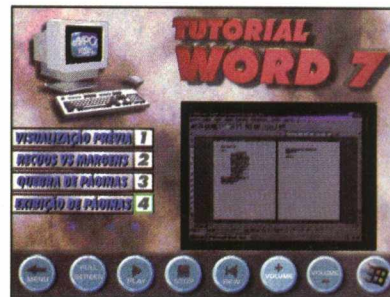 TUTORIAL
WORD 7
VISUALIZAÇÃO PRÉVIA 1
RECUOS VS MARGENS 2
QUEBRA DE PÁGINAS 3
EXIBIÇÃO DE PÁGINAS 4
MENU
FULL
SCREEN
PLAY
STOP
REW
+
VOLUME
VOLUME
-